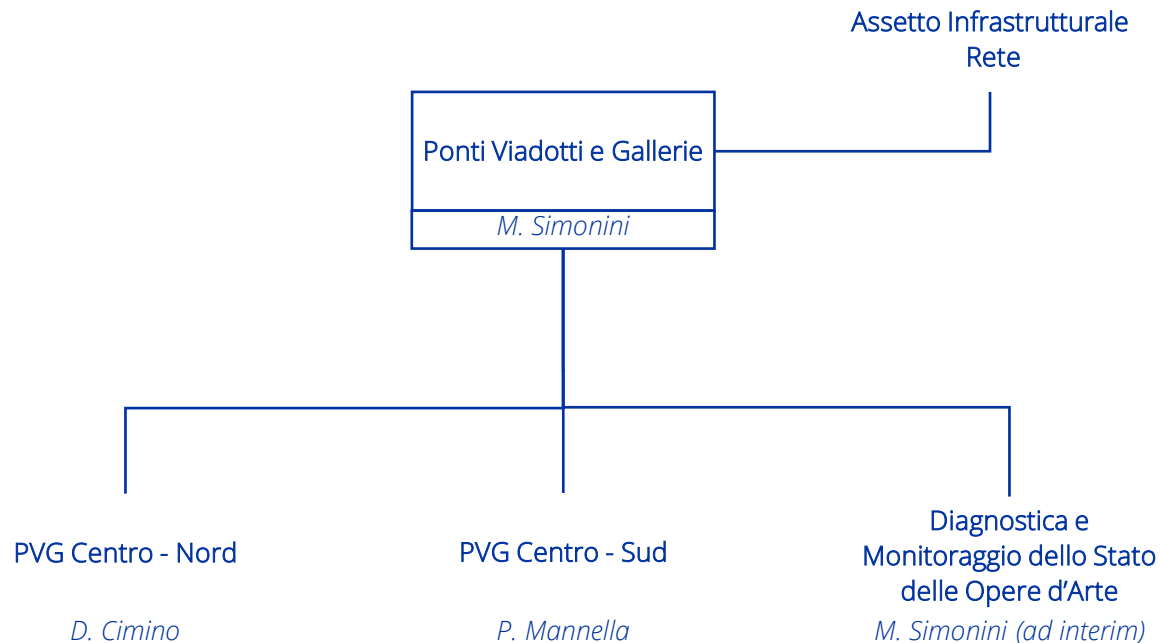 Assetto Infrastrutturale
Rete
Ponti Viadotti e Gallerie
M. Simonini
PVG Centro - Nord
D. Cimino
PVG Centro - Sud
P. Mannella
Diagnostica e
Monitoraggio dello Stato
delle Opere d’Arte
M. Simonini (ad interim)